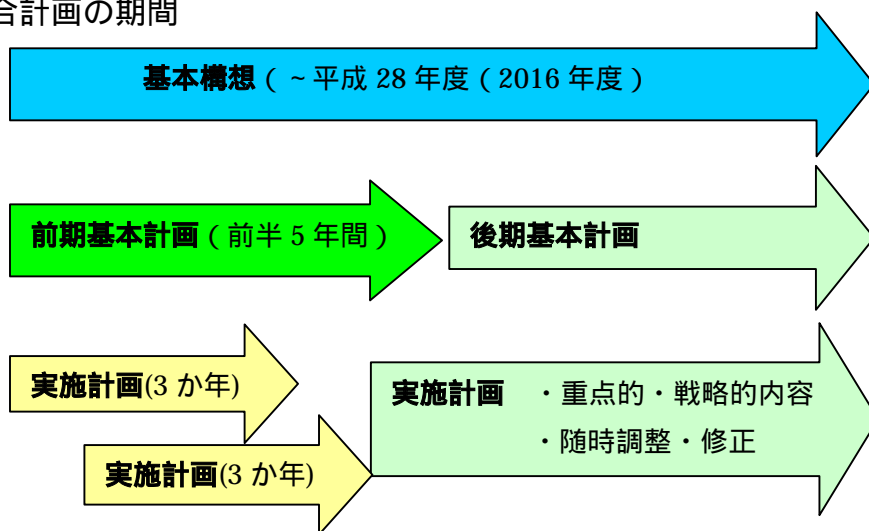 合計画の期間
基本構想（～平成 28 年度（2016 年度）
前期基本計画（前半 5 年間）
後期基本計画
実施計画(3 か年)
実施計画 ・重点的・戦略的内容
・随時調整・修正
実施計画(3 か年)